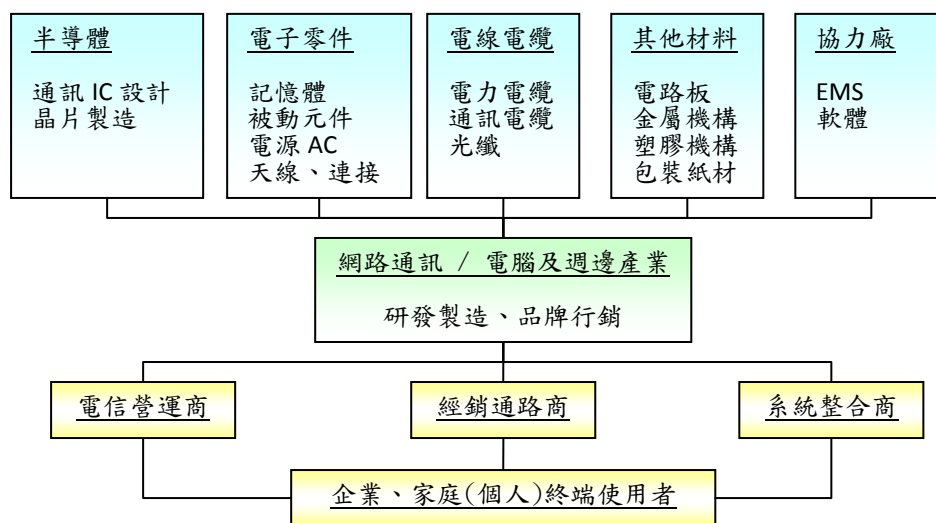 半導體
通訊 IC 設計
晶片製造
電子零件
記憶體
被動元件
電源 AC
天線、連接
電線電纜
電力電纜
通訊電纜
光纖
其他材料
電路板
金屬機構
塑膠機構
包裝紙材
協力廠
EMS
軟體
網路通訊 / 電腦及週邊產業
研發製造、品牌行銷
電信營運商
經銷通路商
系統整合商
企業、家庭(個人)終端使用者